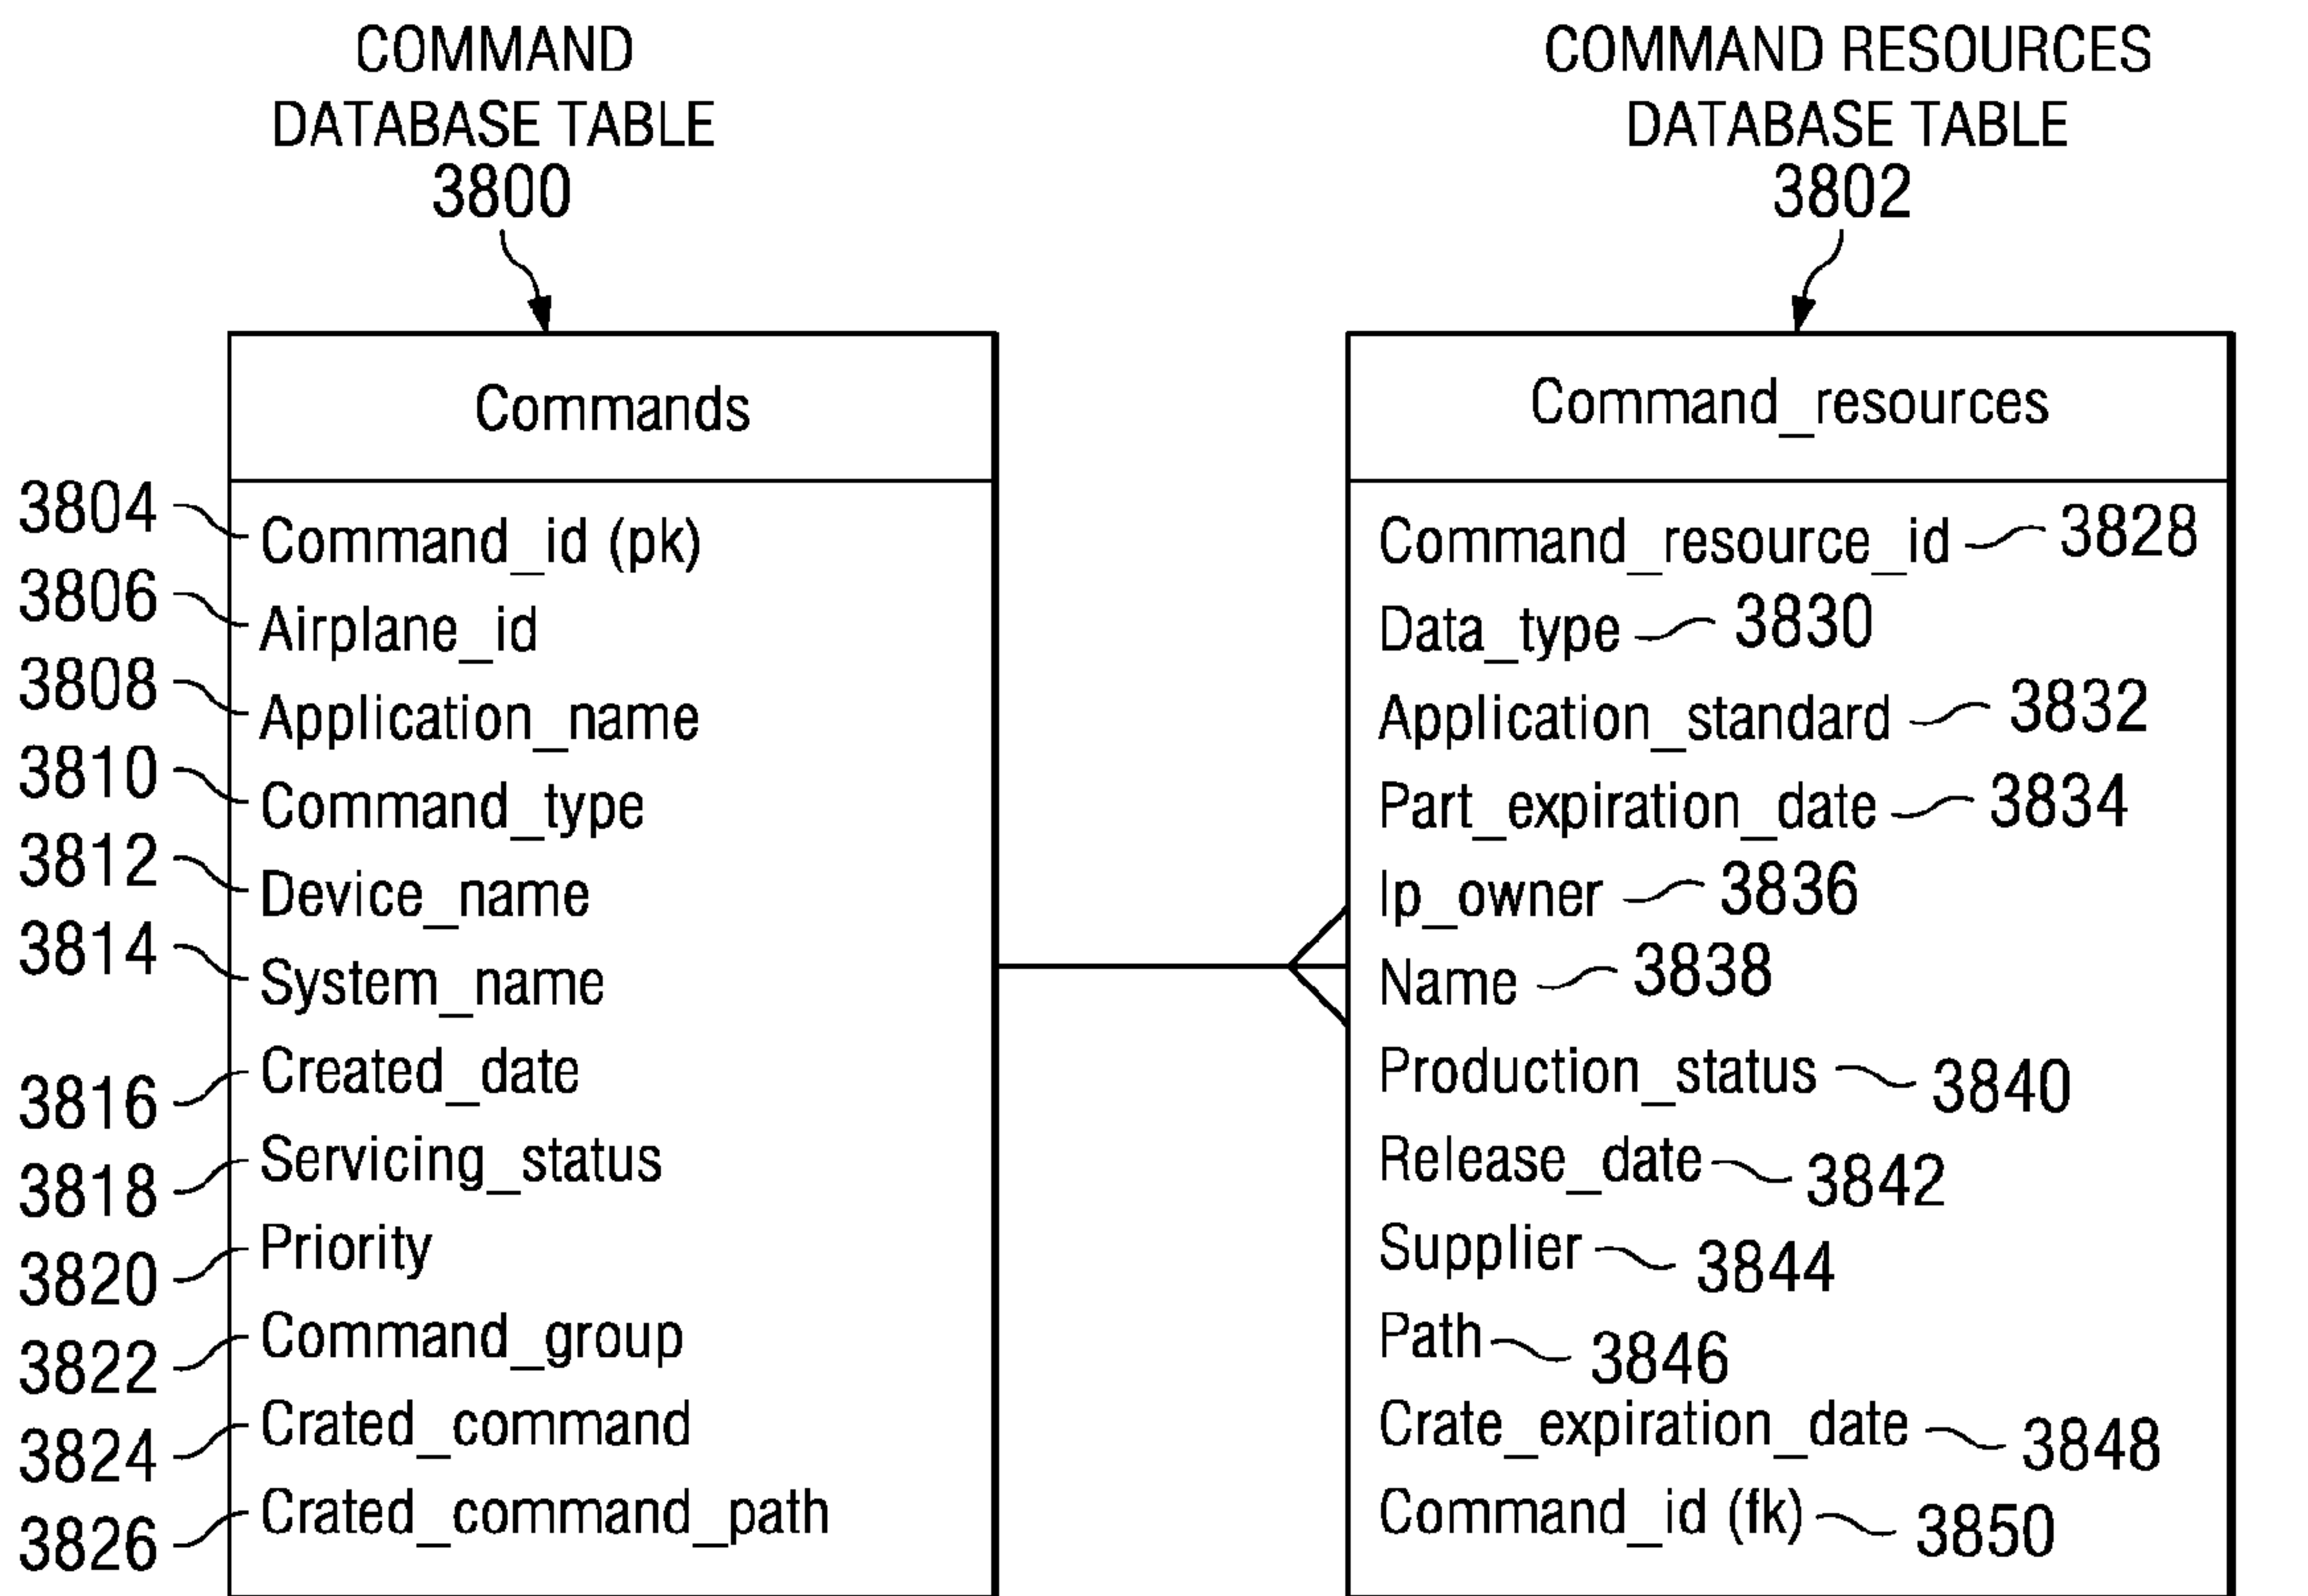 COMMAND
DATABASE TABLE
3800
COMMAND RESOURCES
DATABASE TABLE
3802
Commands
3804 Command_id (pk)
3806 Airplane_id
3808 Application_name
3810 Command_type
3812 Device_name
3814 System_name
3816 Created_date
3818 Servicing_status
3820 Priority
3822 Command_group
3824 Crated_command
3826 Crated_command_path
Command_resources
Command_resource_id 3828
Data_type 3830
Application_standard 3832
Part_expiration_date 3834
Ip_owner 3836
Name 3838
Production_status 3840
Release_date 3842
Supplier 3844
Path 3846
Crate_expiration_date 3848
Command_id (fk) 3850